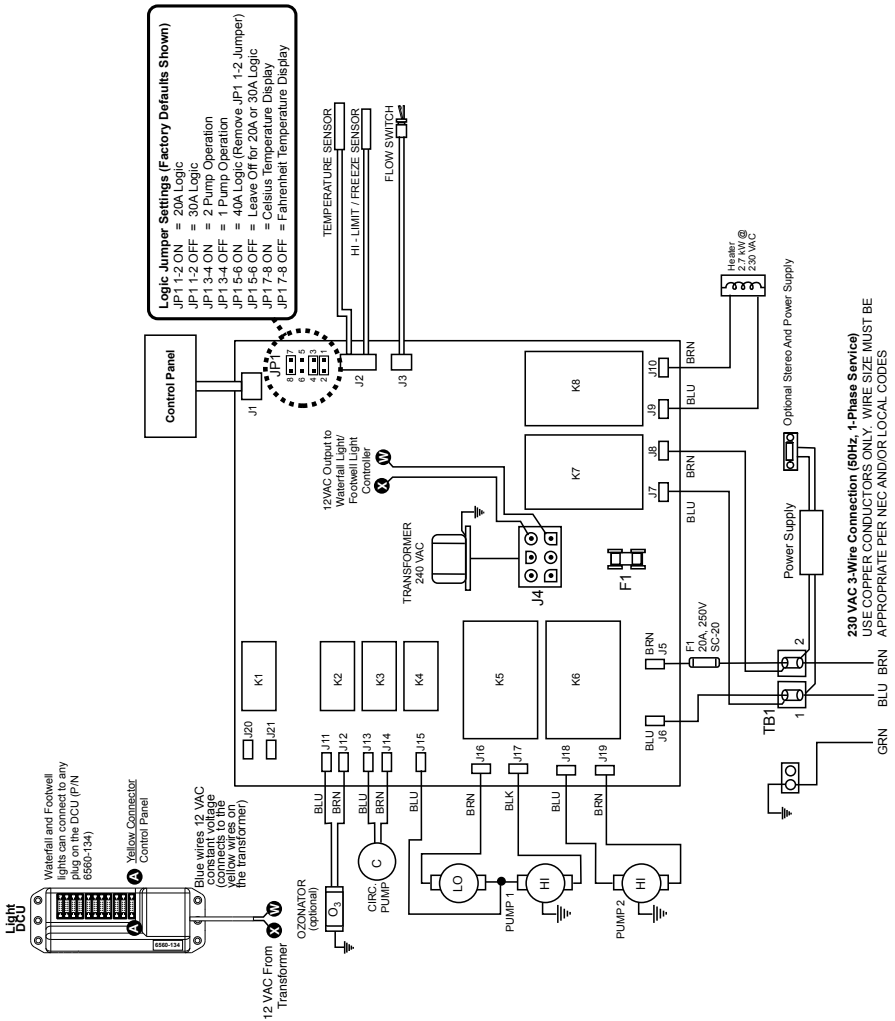 Logic Jumper Settings (Factory Defaults Shown)
JP1 1-2 ON = 20A Logic
JP1 1-2 OFF = 30A Logic
JP1 3-4 ON = 2 Pump Operation
JP1 3-4 OFF = 1 Pump Operation
JP1 5-6 ON = 40A Logic (Remove JP1 1-2 Jumper)
JP1 5-6 OFF = Leave Off for 20A or 30A Logic
JP1 7-8 ON = Celsius Temperature Display
JP1 7-8 OFF = Fahrenheit Temperature Display
Control Panel
J1
JP1
8 7
6 5
4 3
2 1
J2
J3
TEMPERATURE SENSOR
HI - LIMIT / FREEZE SENSOR
FLOW SWITCH
12VAC Output to
Waterfall Light/
Footwell Light
Controller
X W
TRANSFORMER
240 VAC
J4
F1
K1
K2
K3
K4
K5
K6
K7
K8
J20
J21
J11
J12
J13
J14
J15
J16
J17
J18
J19
BLU
BRN
BLU
BRN
BLU
BRN
BLK
BLU
BRN
Light
DCU
Waterfall and Footwell
lights can connect to any
plug on the DCU (P/N
6560-134)
A
A
Yellow Connector
Control Panel
6560-134
Blue wires 12 VAC
constant voltage
(connects to the
yellow wires on
the transformer)
12 VAC From
Transformer
X W
OZONATOR
(optional)
O3
CIRC.
PUMP
C
PUMP 1
LO
HI
PUMP 2
HI
BLU
J6
BRN
J5
F1
20A, 250V
SC-20
J7
BLU
J8
BRN
J9
BLU
J10
BRN
Heater
2.7 kW @
230 VAC
TB1
1
2
Power Supply
Optional Stereo And Power Supply
GRN
BLU
BRN
230 VAC 3-Wire Connection (50Hz, 1-Phase Service)
USE COPPER CONDUCTORS ONLY. WIRE SIZE MUST BE
APPROPRIATE PER NEC AND/OR LOCAL CODES